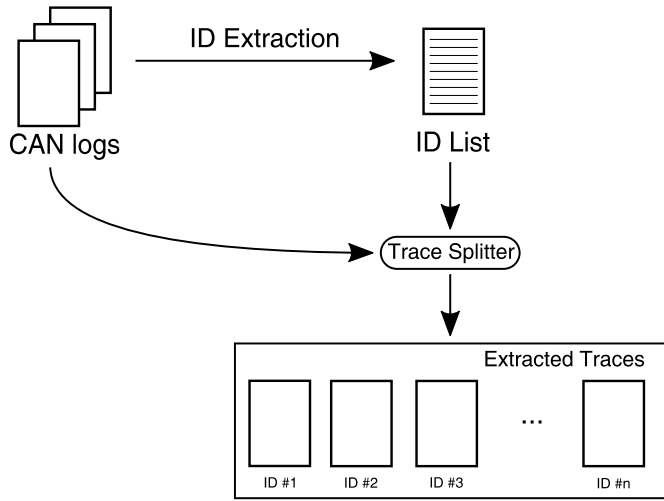 ID Extraction
CAN logs
ID List
Trace Splitter
Extracted Traces
...
ID #1
ID #2
ID #3
ID #n